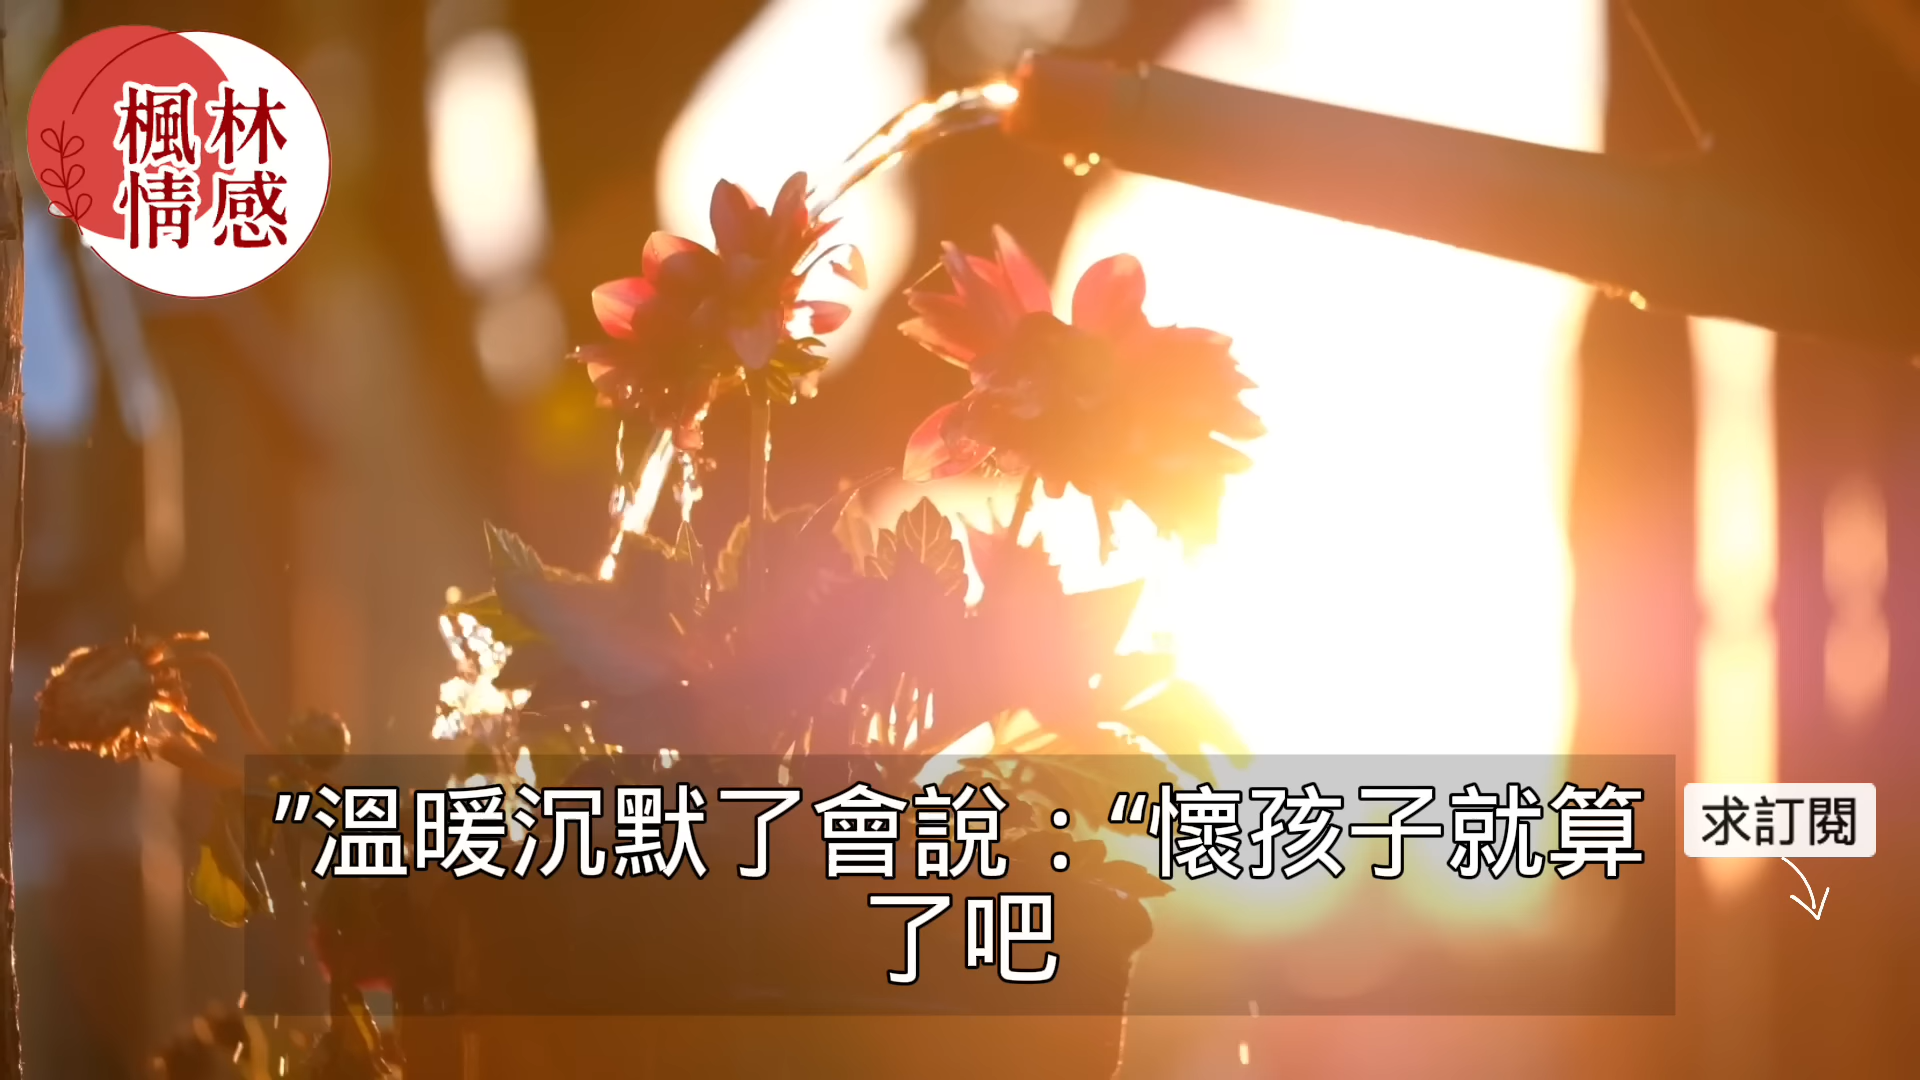 楓林
情感
”溫暖沉默了會說：“懷孩子就算
了吧
求訂閱